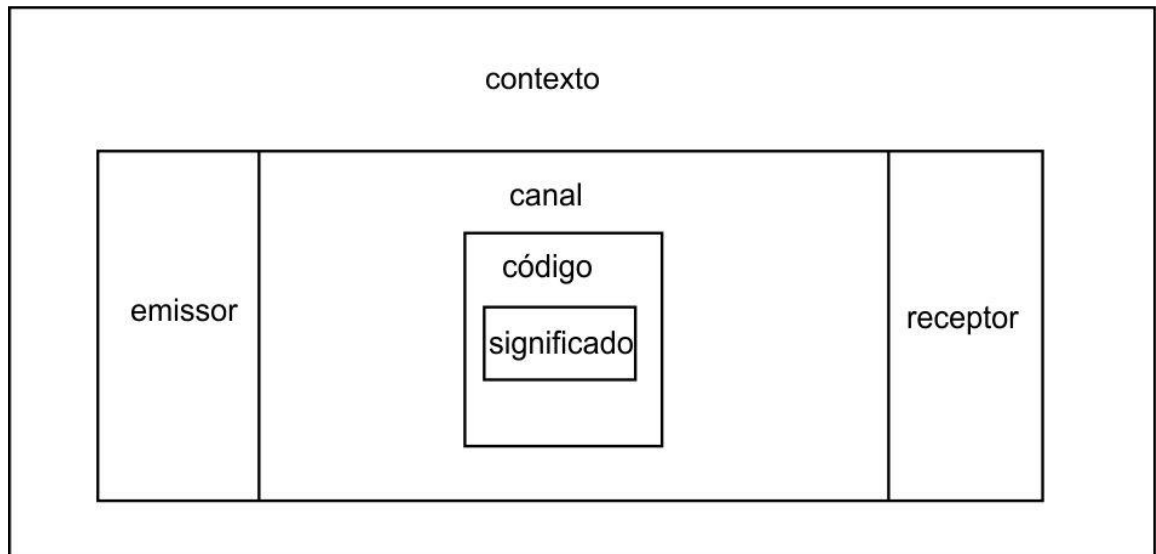 contexto
canal
código
emissor
significado
receptor